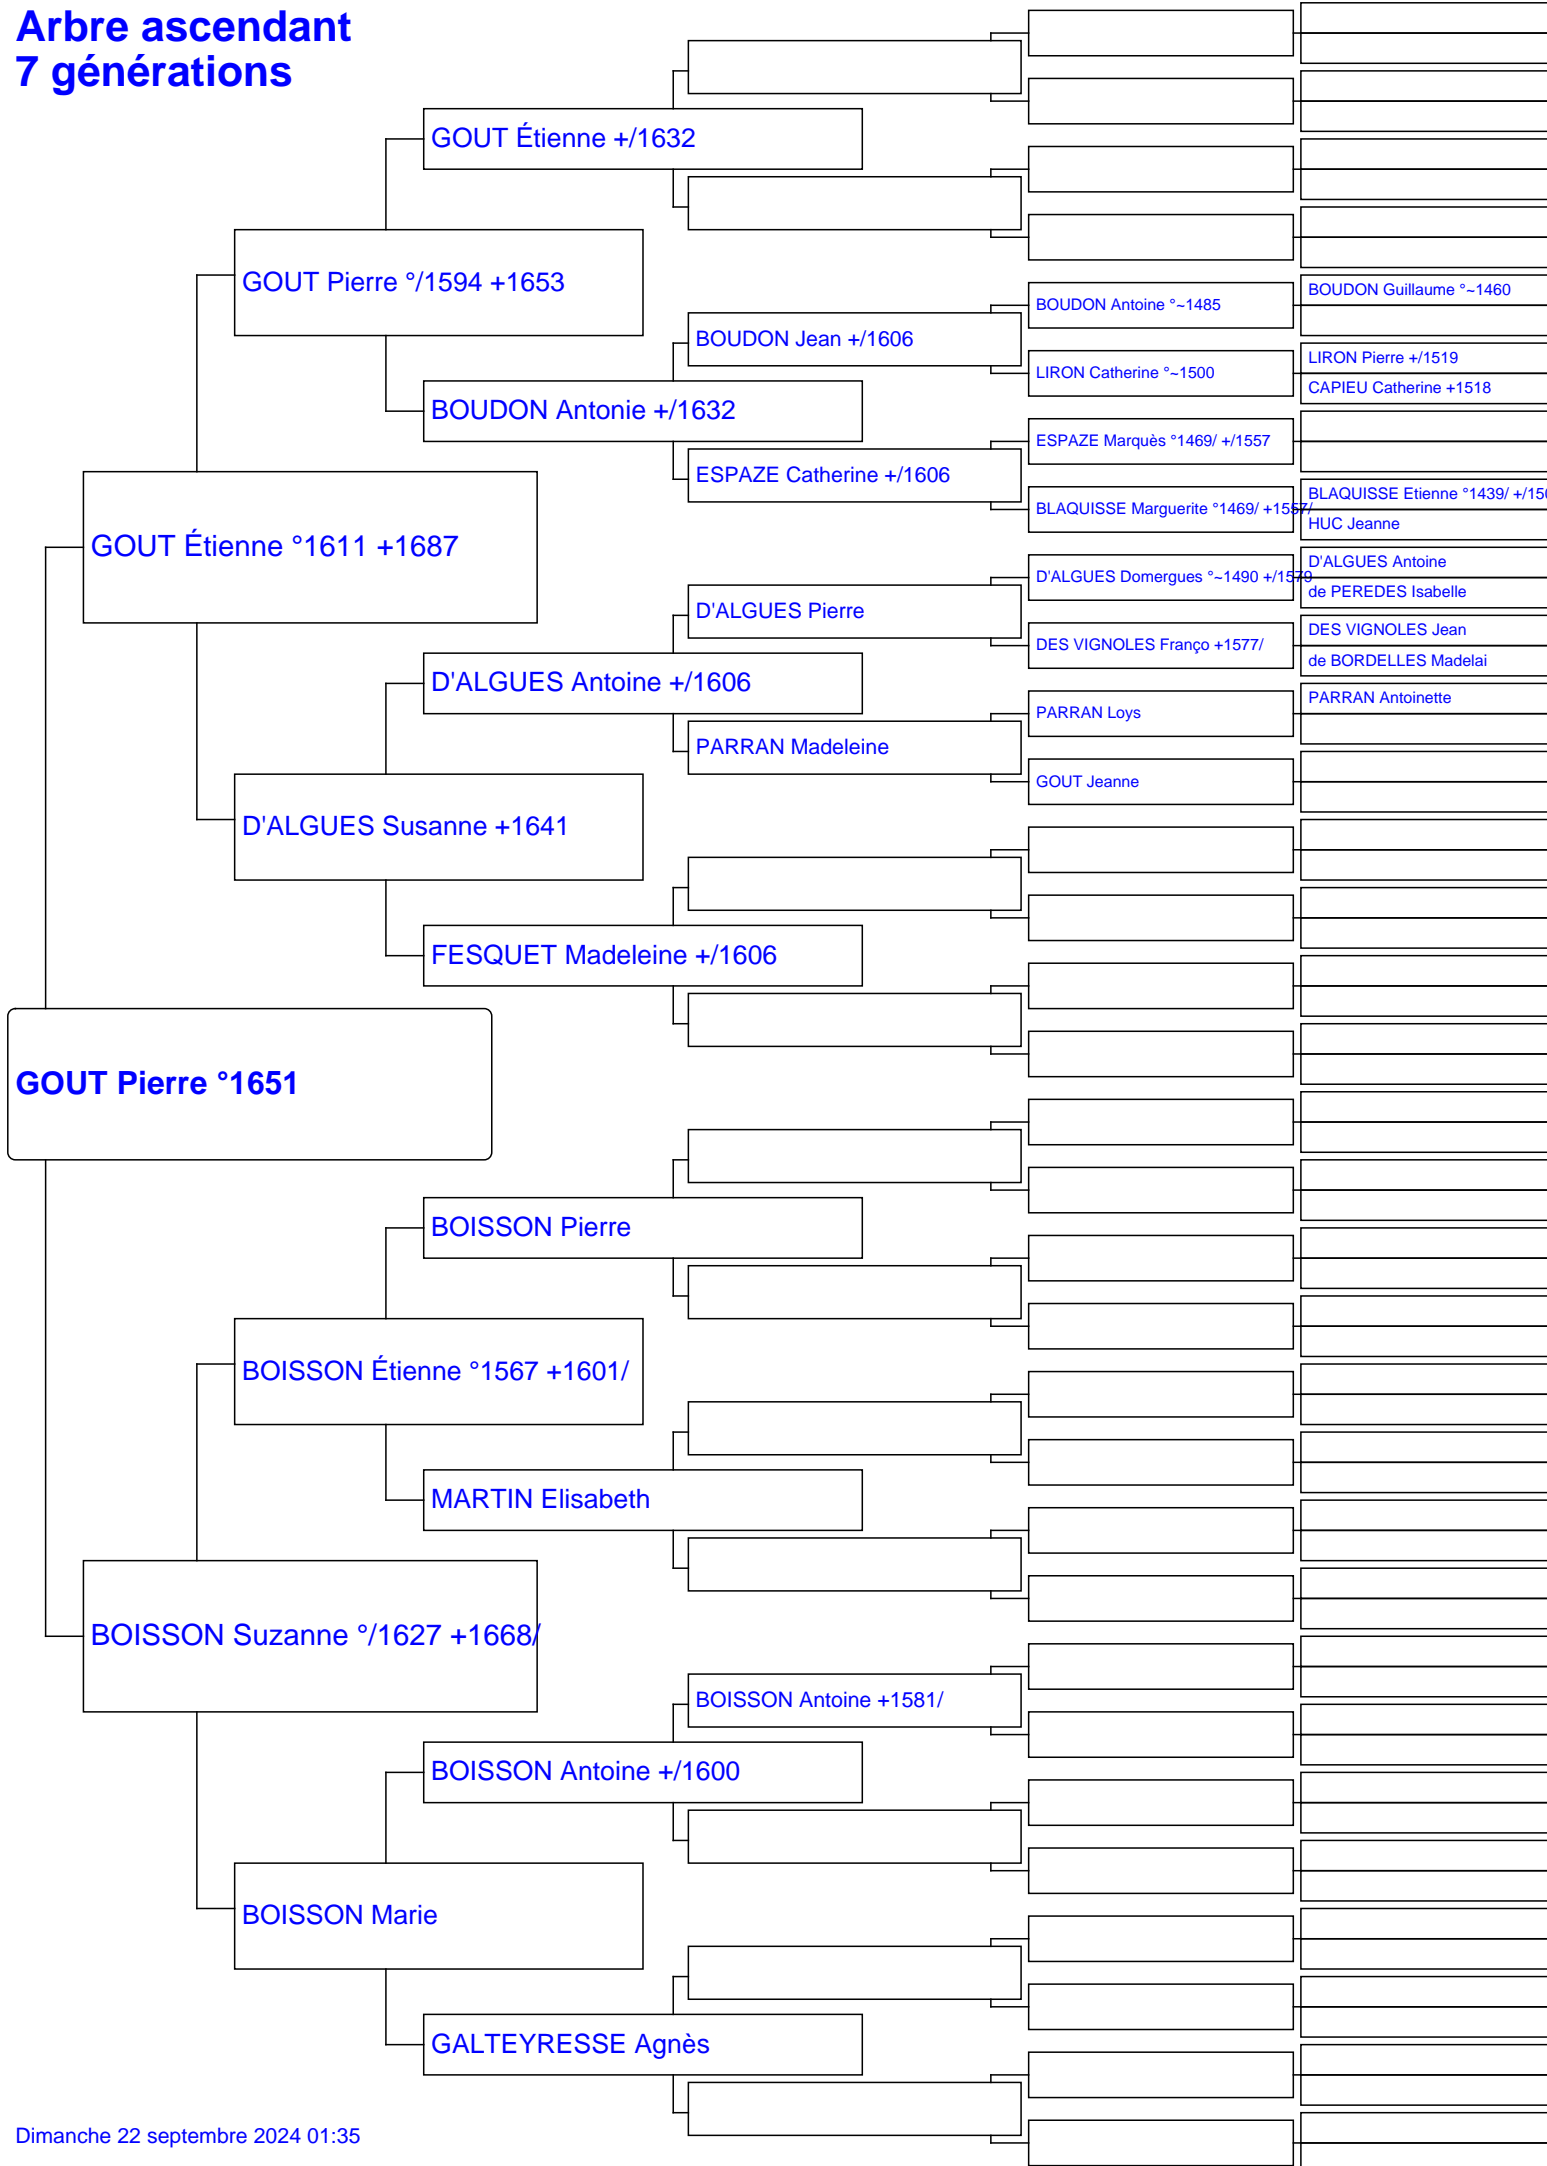 Arbre ascendant
7 générations
GOUT Étienne +/1632
GOUT Pierre °/1594 +1653
BOUDON Guillaume °~1460
BOUDON Antoine °~1485
BOUDON Jean +/1606
LIRON Pierre +/1519
LIRON Catherine °~1500
CAPIEU Catherine +1518
BOUDON Antonie +/1632
ESPAZE Marquès °1469/ +/1557
ESPAZE Catherine +/1606
BLAQUISSE Etienne °1439/ +/150
BLAQUISSE Marguerite °1469/ +1557/
HUC Jeanne
GOUT Étienne °1611 +1687
D'ALGUES Antoine
D'ALGUES Domergues °~1490 +/1579
de PEREDES Isabelle
D'ALGUES Pierre
DES VIGNOLES Jean
DES VIGNOLES Franço +1577/
de BORDELLES Madelai
D'ALGUES Antoine +/1606
PARRAN Antoinette
PARRAN Loys
PARRAN Madeleine
GOUT Jeanne
D'ALGUES Susanne +1641
FESQUET Madeleine +/1606
GOUT Pierre °1651
BOISSON Pierre
BOISSON Étienne °1567 +1601/
MARTIN Elisabeth
BOISSON Suzanne °/1627 +1668/
BOISSON Antoine +1581/
BOISSON Antoine +/1600
BOISSON Marie
GALTEYRESSE Agnès
Dimanche 22 septembre 2024 01:35